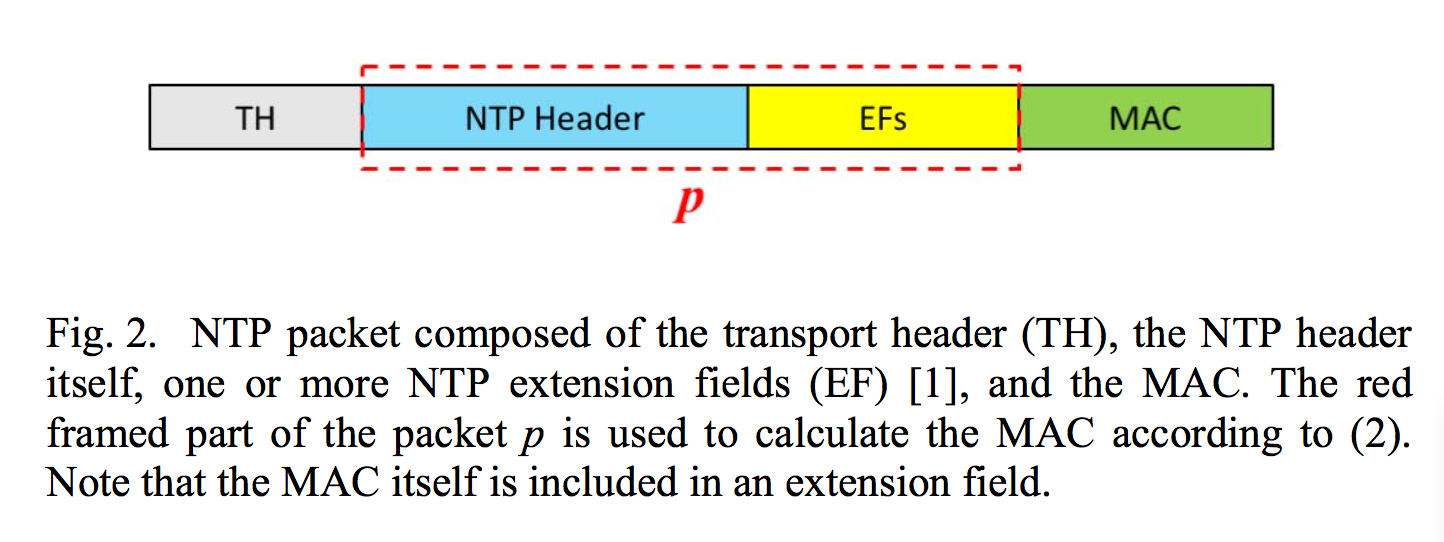 TH NTP Header EFs MAC
p
Fig. 2. NTP packet composed of the transport header (TH), the NTP header
itself, one or more NTP extension fields (EF) [1], and the MAC. The red
framed part of the packet p is used to calculate the MAC according to (2).
Note that the MAC itself is included in an extension field.